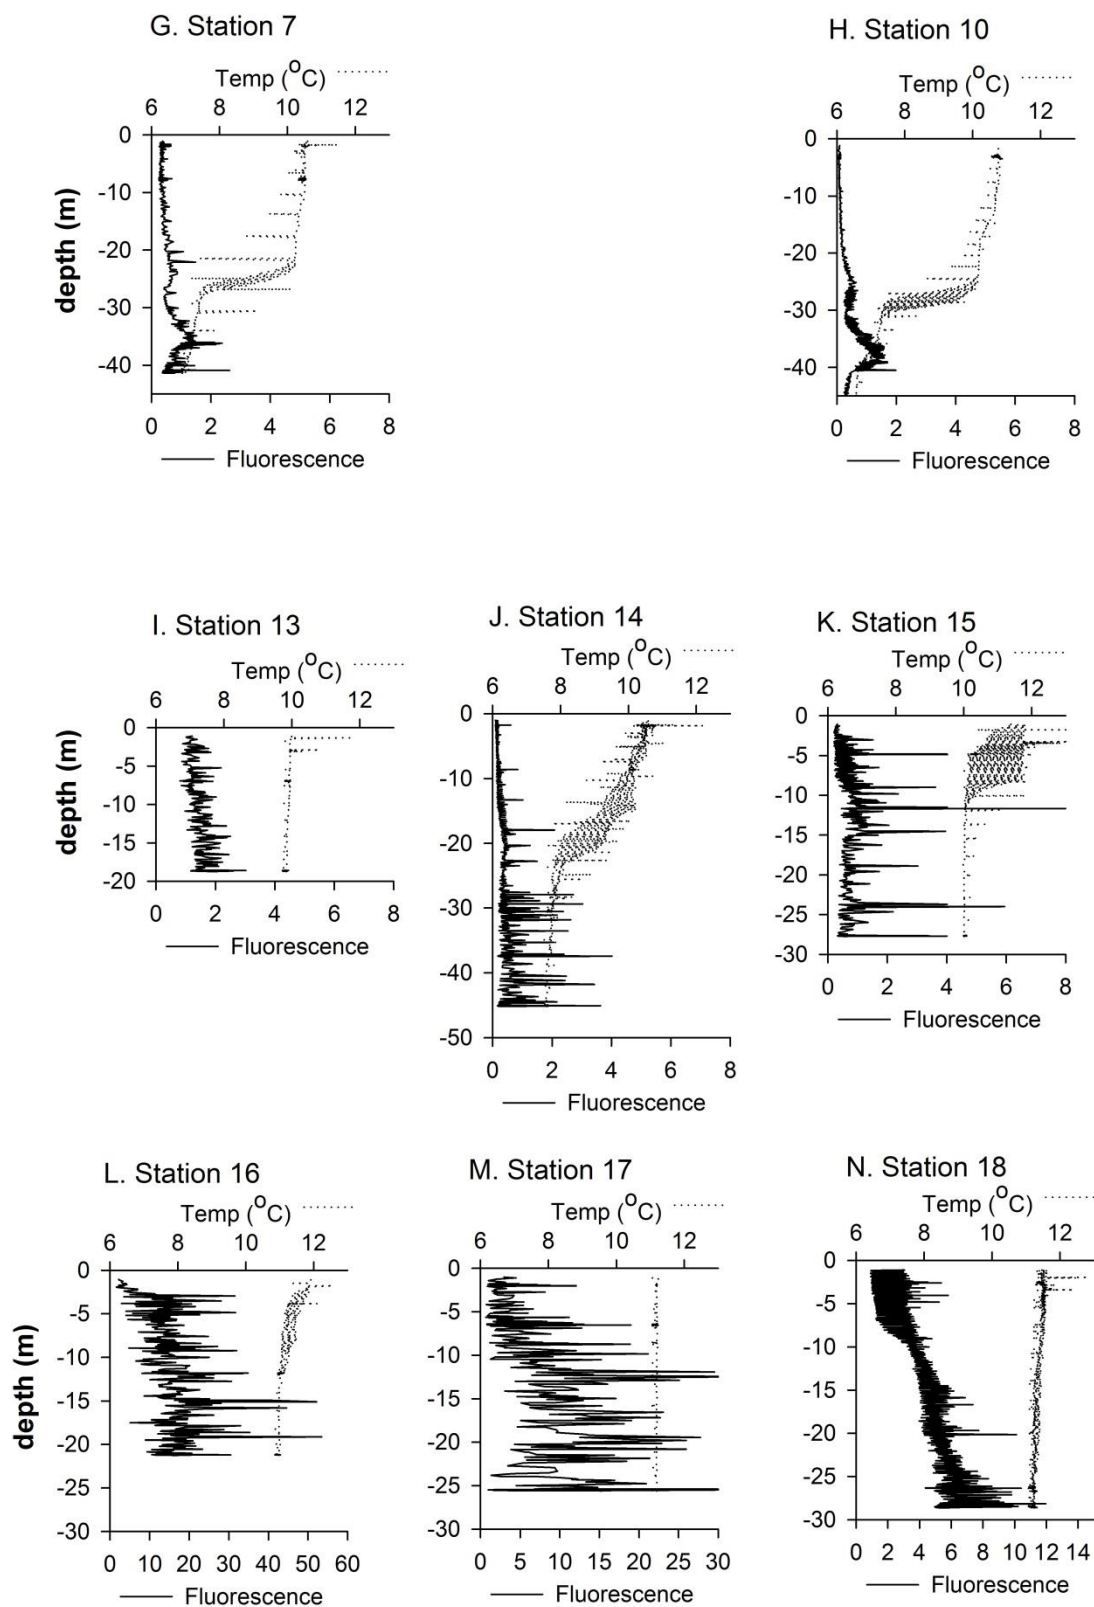 G. Station 7
Temp (°C)
6 8 10 12
0
-10
-20
-30
-40
depth (m)
0 2 4 6 8
Fluorescence
H. Station 10
Temp (°C)
6 8 10 12
0
-10
-20
-30
-40
0 2 4 6 8
Fluorescence
I. Station 13
Temp (°C)
6 8 10 12
0
-5
-10
-15
-20
depth (m)
0 2 4 6 8
Fluorescence
J. Station 14
Temp (°C)
6 8 10 12
0
-10
-20
-30
-40
-50
0 2 4 6 8
Fluorescence
K. Station 15
Temp (°C)
6 8 10 12
0
-5
-10
-15
-20
-25
-30
0 2 4 6 8
Fluorescence
L. Station 16
Temp (°C)
6 8 10 12
0
-5
-10
-15
-20
-25
-30
depth (m)
0 10 20 30 40 50 60
Fluorescence
M. Station 17
Temp (°C)
6 8 10 12
0
-5
-10
-15
-20
-25
-30
0 5 10 15 20 25 30
Fluorescence
N. Station 18
Temp (°C)
6 8 10 12
0
-5
-10
-15
-20
-25
-30
0 2 4 6 8 10 12 14
Fluorescence